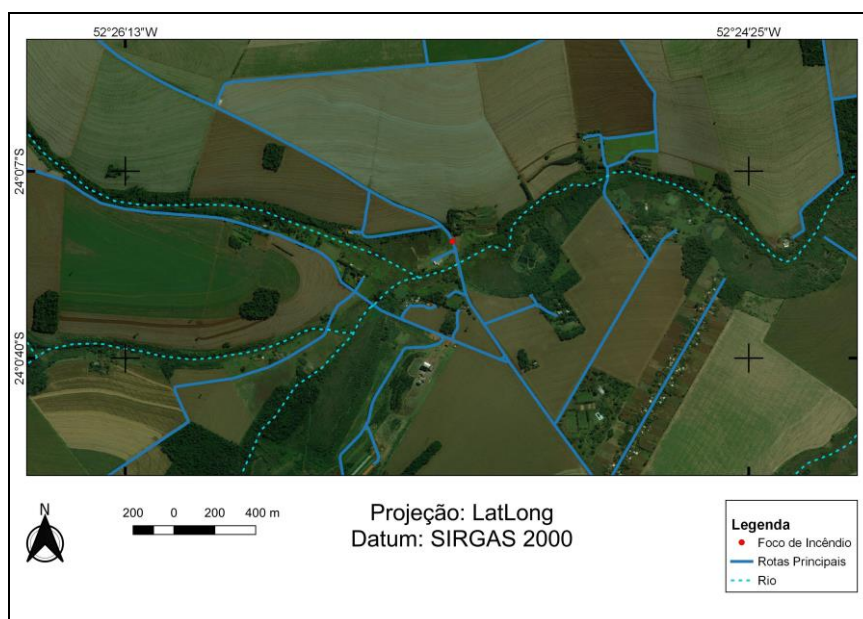 52°26'13"W
52°24'25"W
24°0'7"S
24°0'40"S
N
200 0 200 400 m
Projeção: LatLong
Datum: SIRGAS 2000
Legenda
Foco de Incêndio
Rotas Principais
Rio